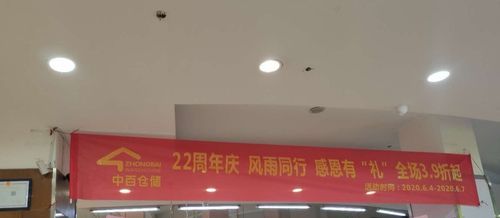 ZHONGBAI
中百仓储
22周年庆 风雨同行 感恩有“礼”全场3.9折起
活动时间：2020.6.4-2020.6.7